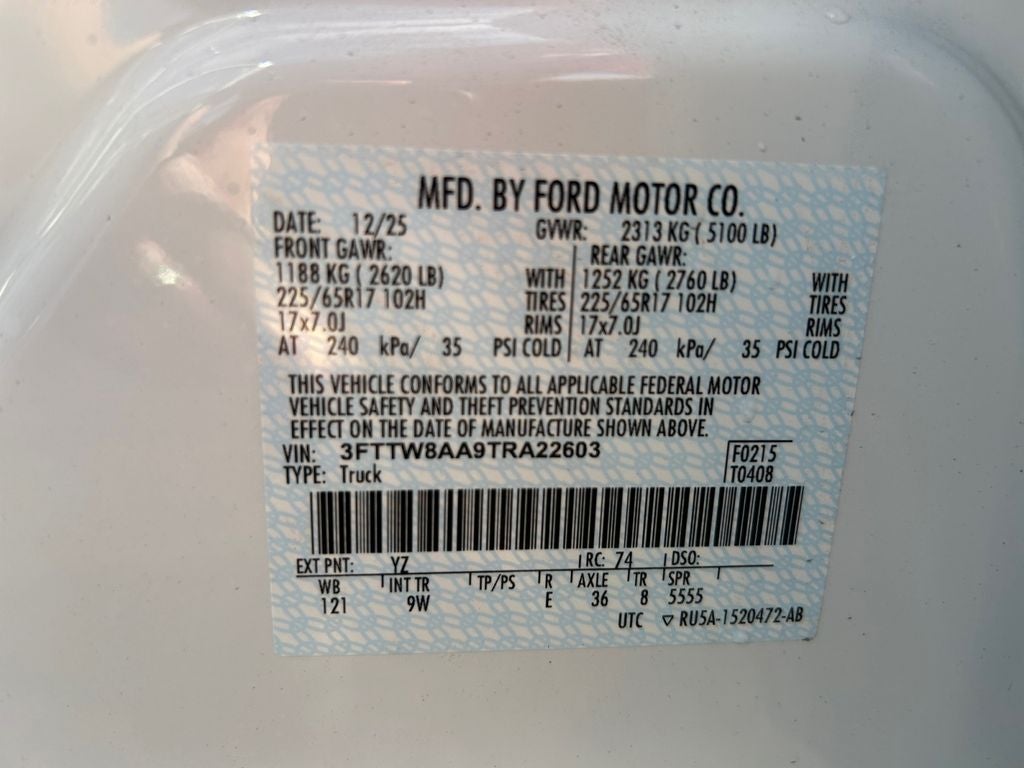 MFD. BY FORD MOTOR CO.
DATE: 12/25 GVWR: 2313 KG ( 5100 LB)
FRONT GAWR: REAR GAWR:
1188 KG ( 2620 LB) WITH 1252 KG ( 2760 LB) WITH
225/65R17 102H TIRES 225/65R17 102H TIRES
17x7.0J RIMS 17x7.0J RIMS
AT 240 kPa/ 35 PSI COLD AT 240 kPa/ 35 PSI COLD
THIS VEHICLE CONFORMS TO ALL APPLICABLE FEDERAL MOTOR
VEHICLE SAFETY AND THEFT PREVENTION STANDARDS IN
EFFECT ON THE DATE OF MANUFACTURE SHOWN ABOVE.
VIN: 3FTTW8AA9TRA22603 F0215
TYPE: Truck T0408
EXT PNT: YZ RC: 74 DSO:
WB INT TR TP/PS R AXLE TR SPR
121 9W E 36 8 5555
UTC ▽ RU5A-1520472-AB